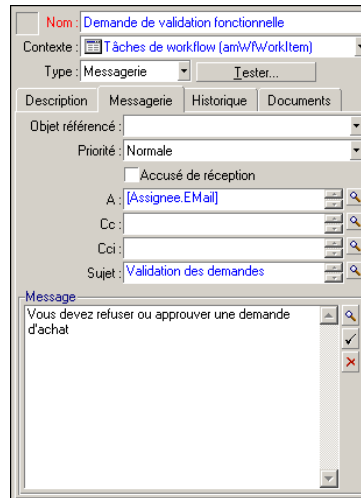 Nom : Demande de validation fonctionnelle
Contexte : Tâches de workflow (amWfWorkItem)
Type : Messagerie Tester...
Description Messagerie Historique Documents
Objet référencé :
Priorité : Normale
Accusé de réception
A : [Assignee.EMail]
Cc :
Cci :
Sujet : Validation des demandes
Message
Vous devez refuser ou approuver une demande
d'achat